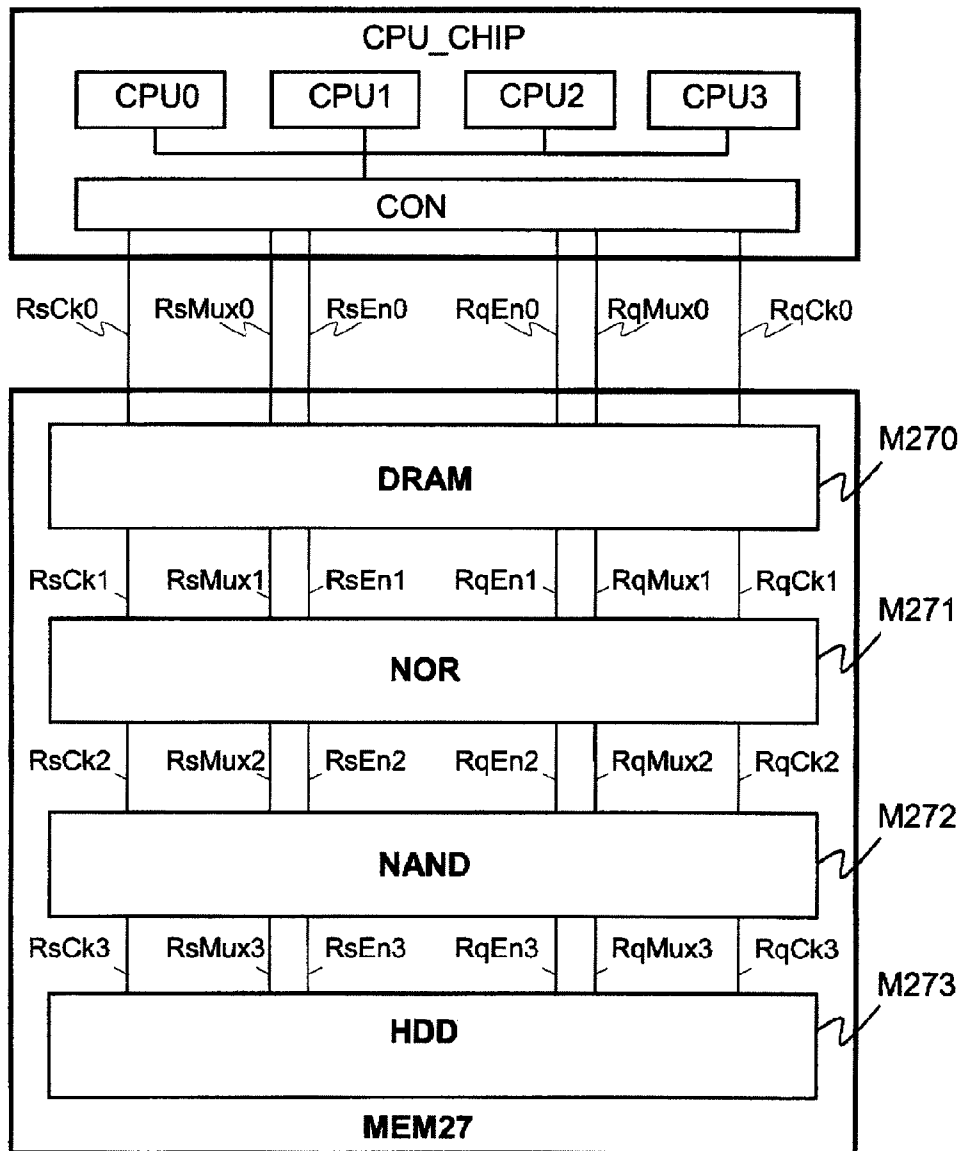 CPU_CHIP
CPU0 CPU1 CPU2 CPU3
CON
RsCk0 RsMux0 RsEn0 RqEn0 RqMux0 RqCk0
M270
DRAM
RsCk1 RsMux1 RsEn1 RqEn1 RqMux1 RqCk1
M271
NOR
RsCk2 RsMux2 RsEn2 RqEn2 RqMux2 RqCk2
M272
NAND
RsCk3 RsMux3 RsEn3 RqEn3 RqMux3 RqCk3
M273
HDD
MEM27